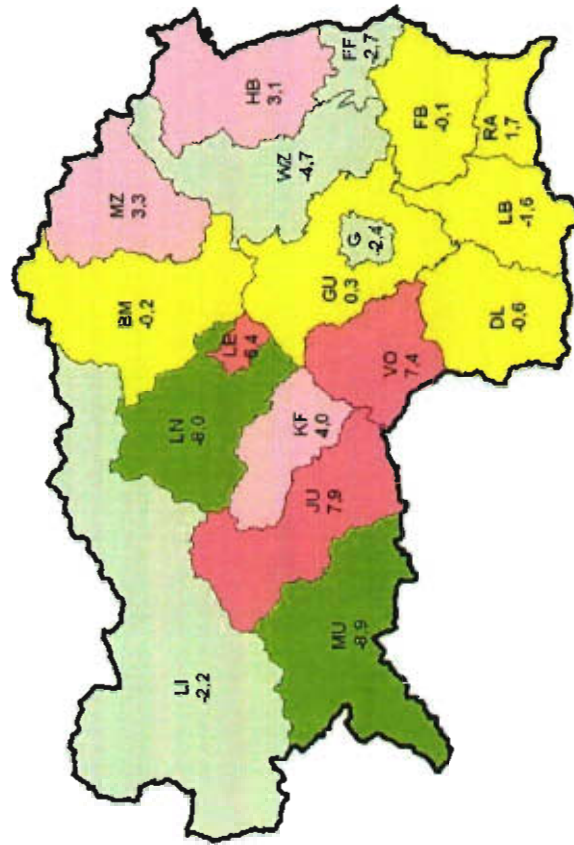 MZ
3,3
BM
-0,2
LN
-8,0
LI
-2,2
LE
6,4
HB
3,1
WZ
-4,7
KF
4,0
JU
7,9
GU
0,3
MU
-8,9
FF
-2,7
G
-2,4
VO
7,4
FB
-0,1
RA
1,7
DL
-0,6
LB
-1,6